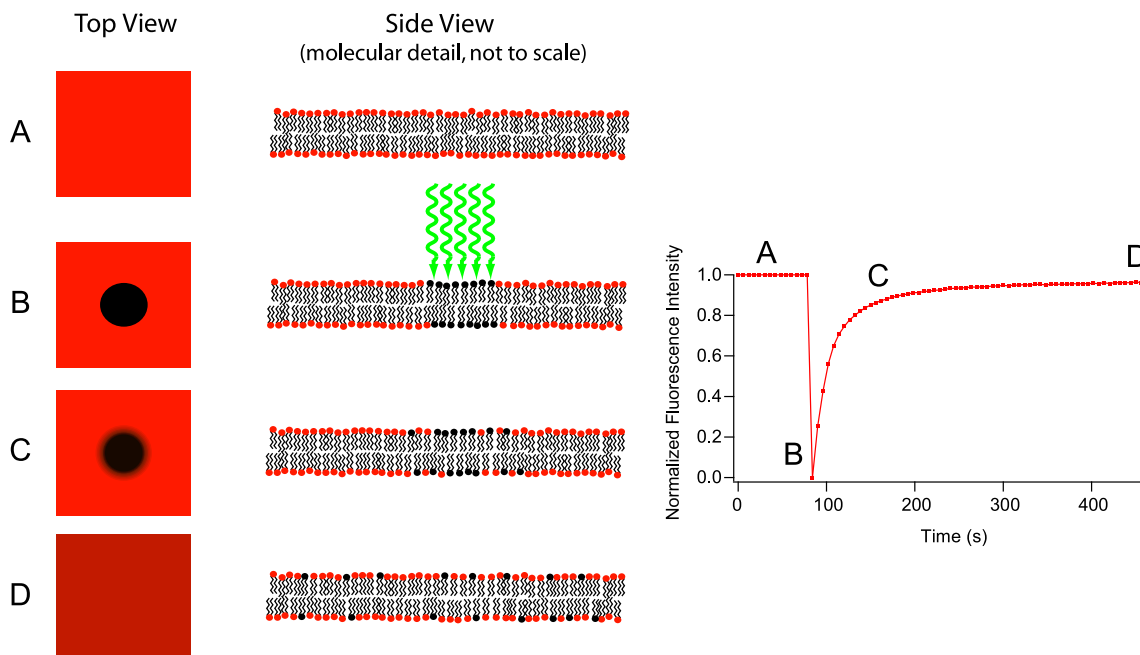 Top View
Side View
(molecular detail, not to scale)
A
B
C
D
A
B
C
D
Normalized Fluorescence Intensity
1.0
0.8
0.6
0.4
0.2
0.0
0
100
200
300
400
Time (s)